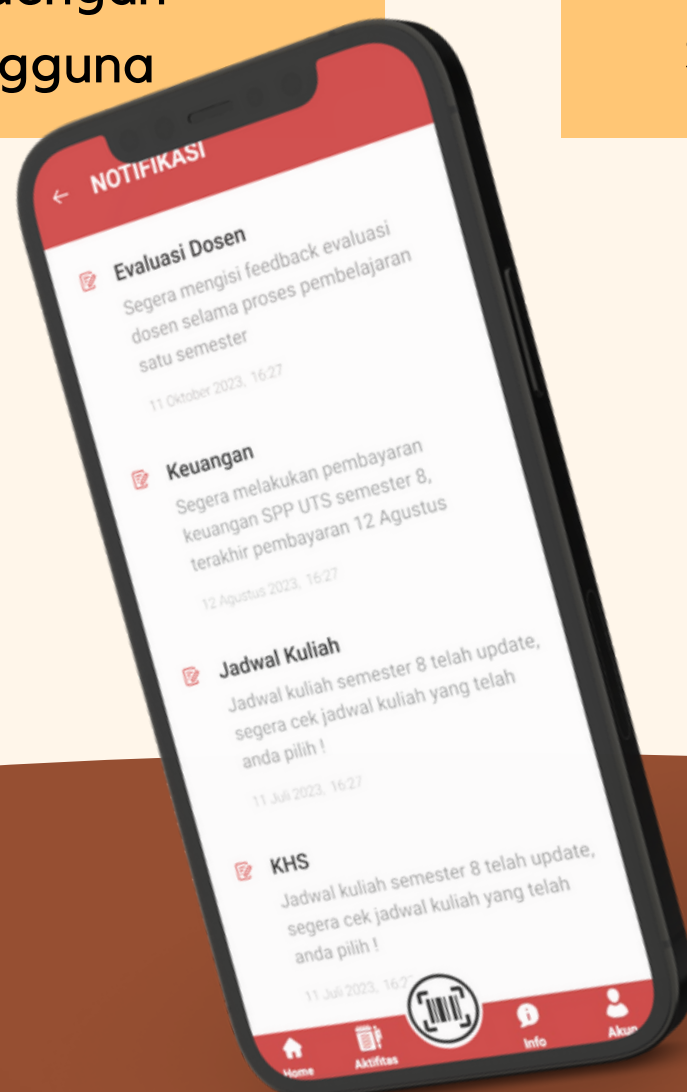 dengan
gguna
NOTIFIKASI
Evaluasi Dosen
Segera mengisi feedback evaluasi
dosen selama proses pembelajaran
satu semester
11 Oktober 2023, 16:27
Keuangan
Segera melakukan pembayaran
keuangan SPP UTS semester 8,
terakhir pembayaran 12 Agustus
12 Agustus 2023, 16:27
Jadwal Kuliah
Jadwal kuliah semester 8 telah update,
segera cek jadwal kuliah yang telah
anda pilih !
11 Juli 2023, 16:27
KHS
Jadwal kuliah semester 8 telah update,
segera cek jadwal kuliah yang telah
anda pilih !
11 Juli 2023, 16:2
Home
Aktifitas
Info
Akun